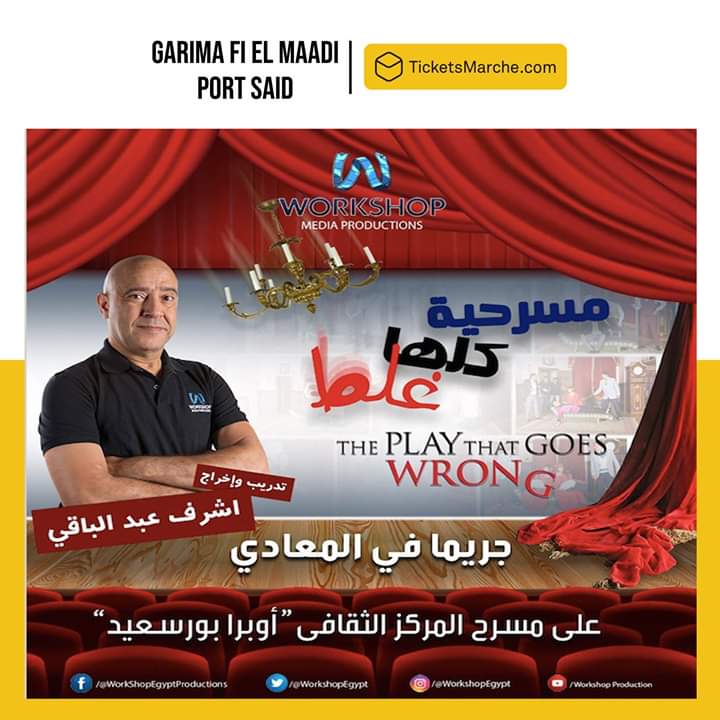 GARIMA FI EL MAADI
PORT SAID
TicketsMarche.com
WORKSHOP
MEDIA PRODUCTIONS
مسرحية
كلها
غلط
THE PLAY THAT GOES
WRONG
WORKSHOP
تدريب وإخراج
اشرف عبد الباقي
جريما في المعادي
على مسرح المركز الثقافى "أوبرا بورسعيد"
/@WorkShopEgyptProductions
/@WorkshopEgypt
/@WorkshopEgypt
/Workshop Production